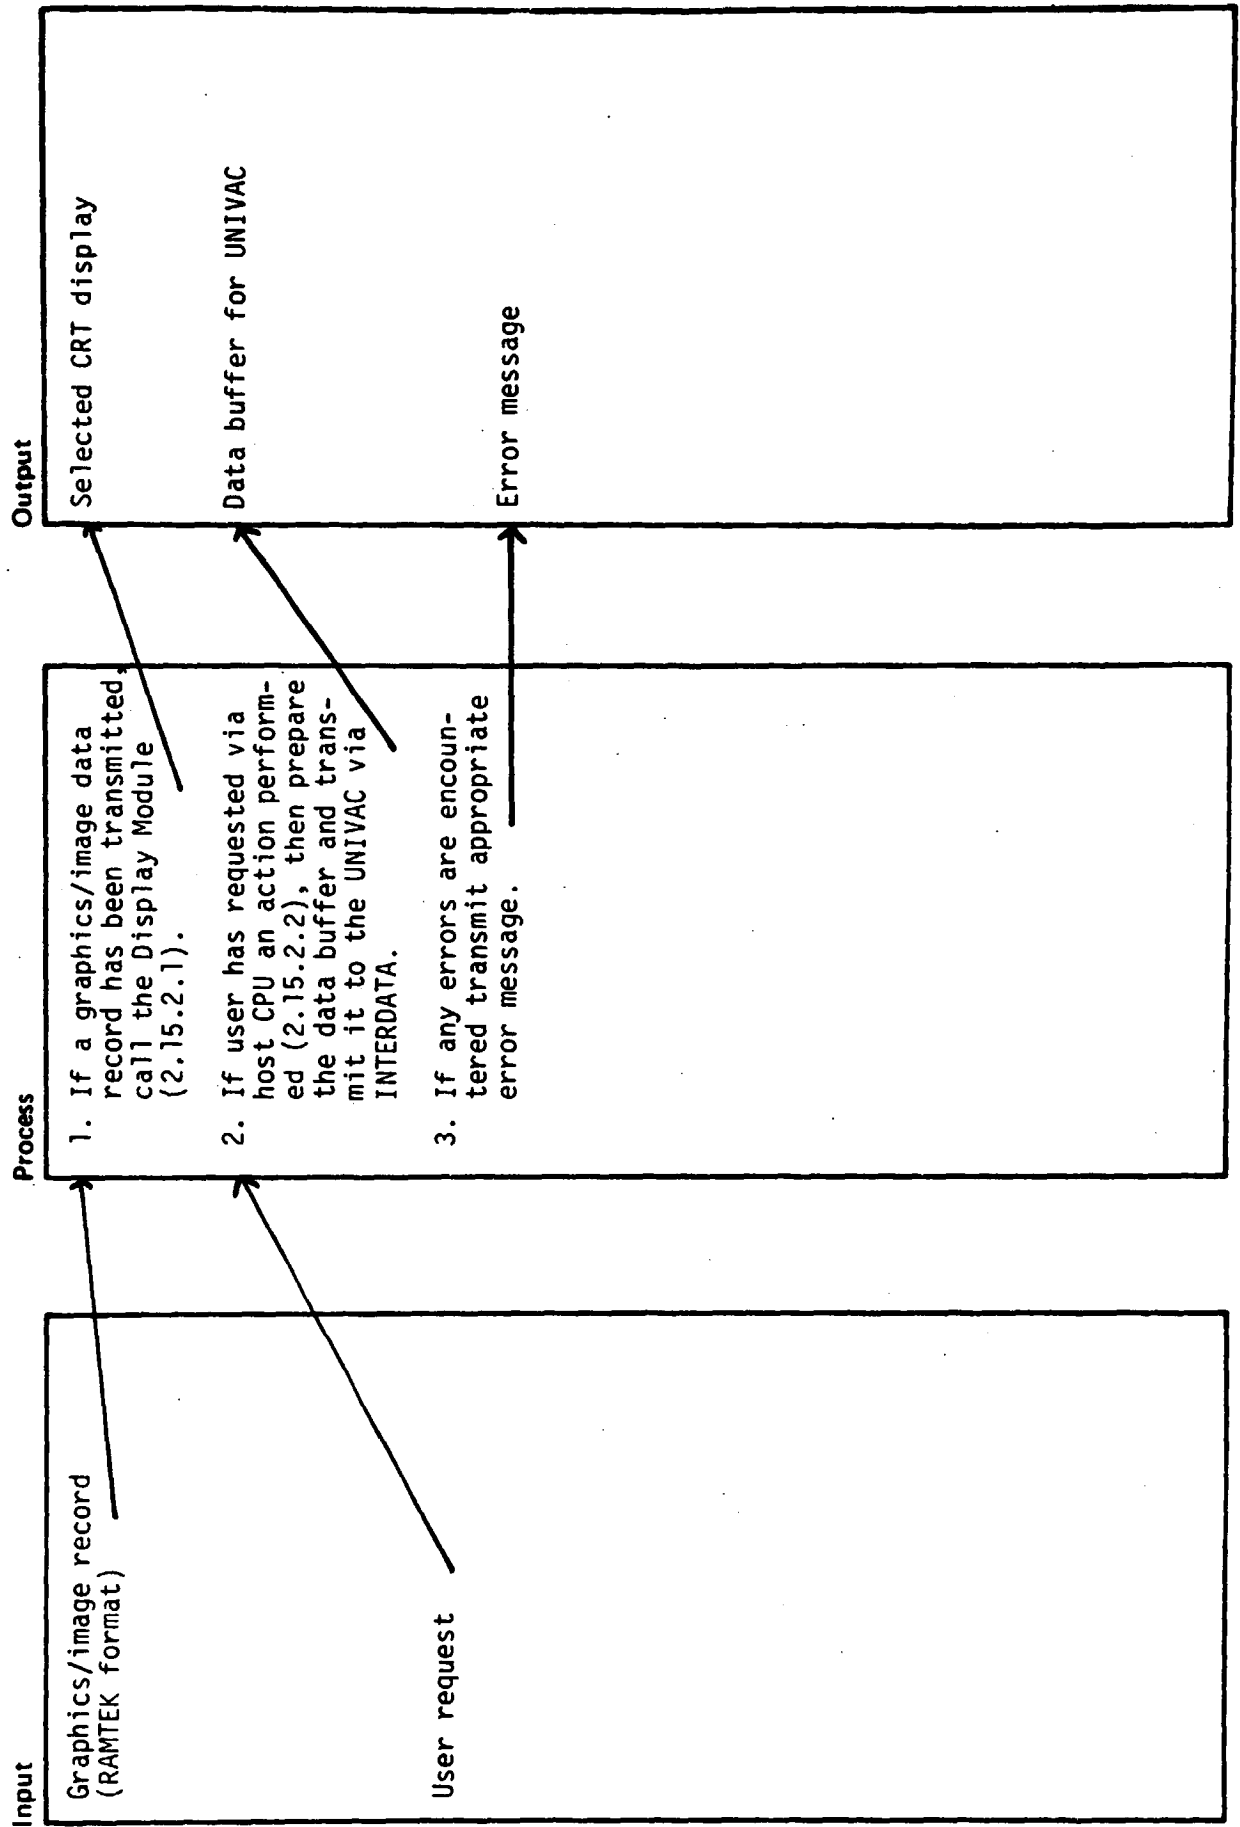 Input
Graphics/image record
(RAMTEK format)
User request
Process
1. If a graphics/image data
record has been transmitted,
call the Display Module
(2.15.2.1).
2. If user has requested via
host CPU an action perform-
ed (2.15.2.2), then prepare
the data buffer and trans-
mit it to the UNIVAC via
INTERDATA.
3. If any errors are encoun-
tered transmit appropriate
error message.
Output
Selected CRT display
Data buffer for UNIVAC
Error message